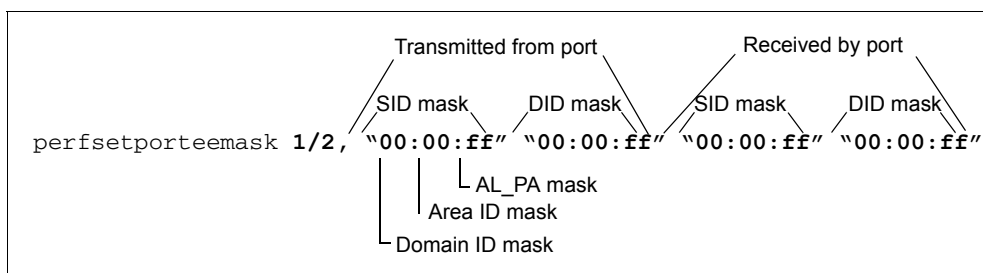 Transmitted from port Received by port
SID mask DID mask SID mask DID mask
perfsetporteemask 1/2, “00:00:ff” “00:00:ff” “00:00:ff” “00:00:ff”
AL_PA mask
Area ID mask
Domain ID mask